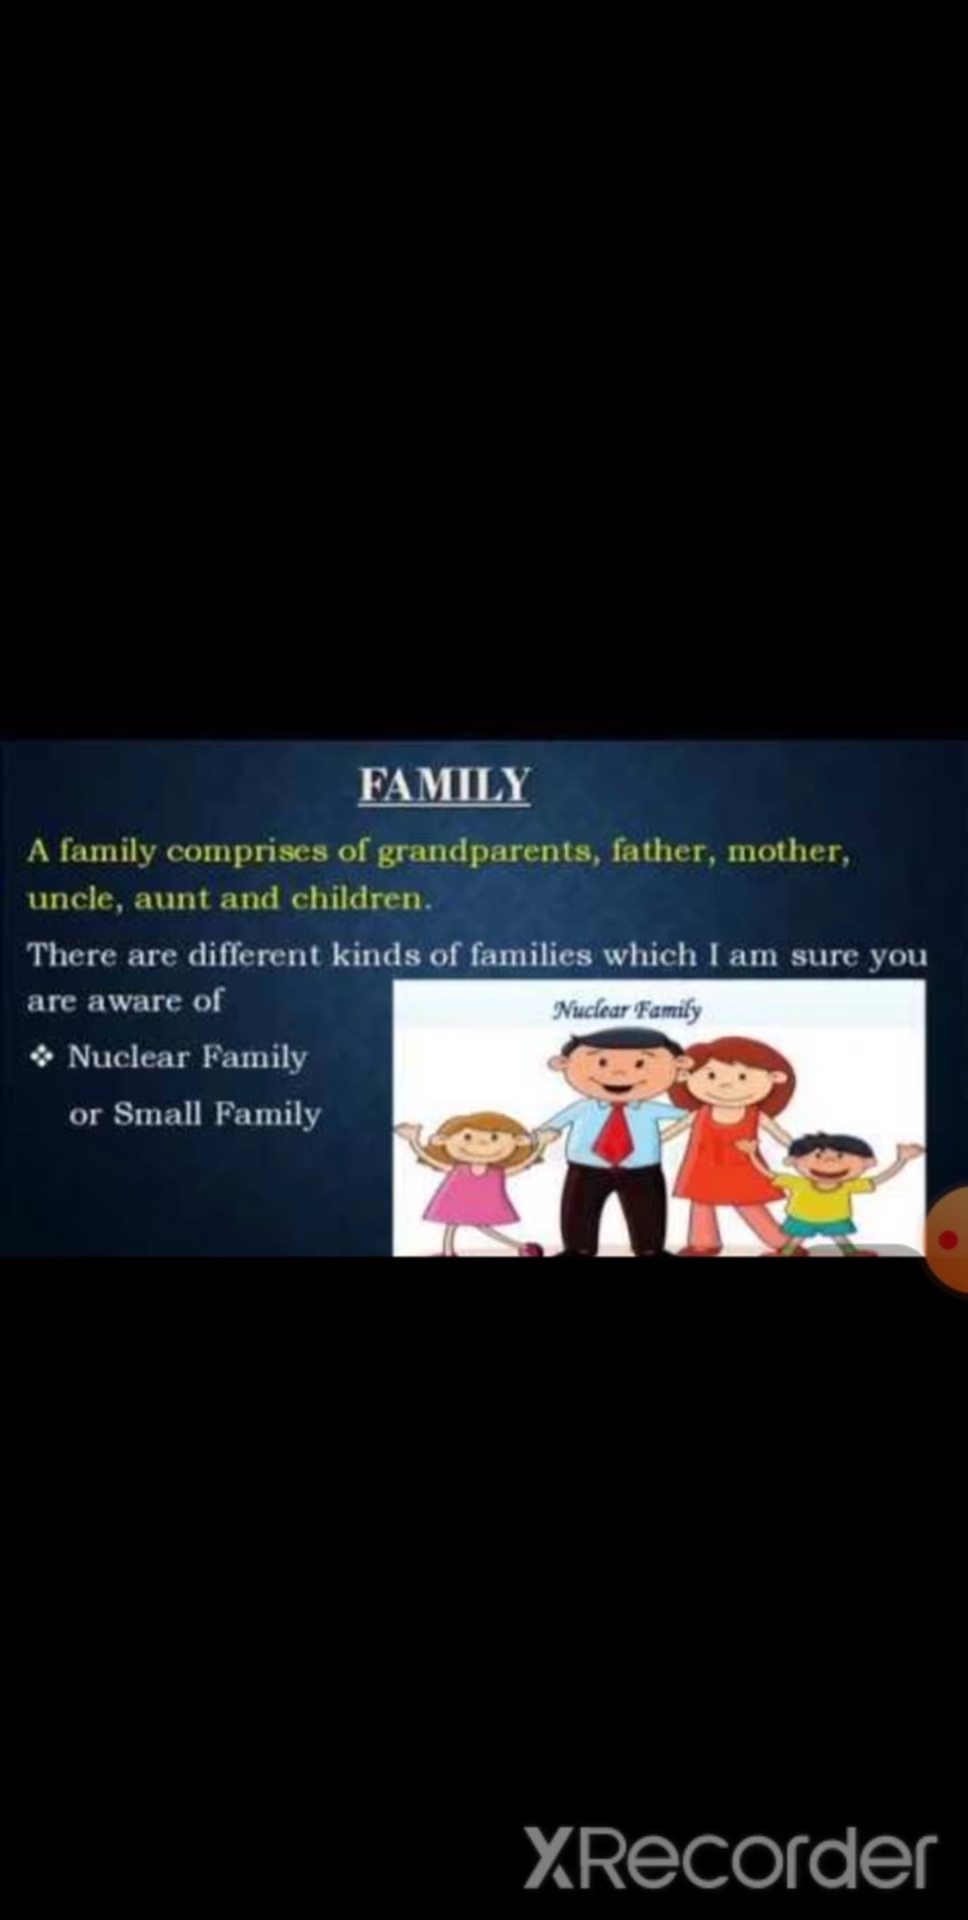 FAMILY
A family comprises of grandparents, father, mother,
uncle, aunt and children.
There are different kinds of families which I am sure you
are aware of
Nuclear Family
❖ Nuclear Family
or Small Family
XRecorder